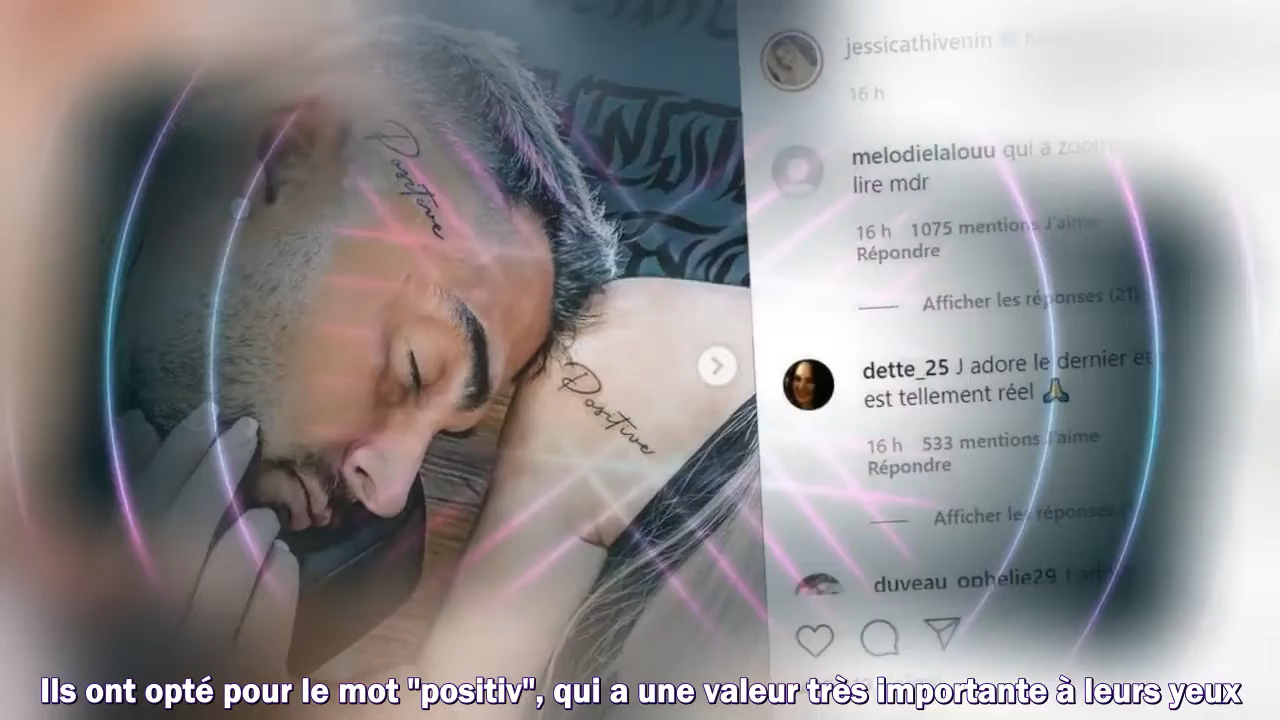 Positive
Positive
jessicathivenin
16 h
melodielalouu qui a zoom
lire mdr
16 h 1075 mentions J'aime
Répondre
Afficher les réponses (21)
dette_25 J adore le dernier et
est tellement réel 🙏
16 h 533 mentions J'aime
Répondre
Afficher les réponses
duveau_ophelie29
Ils ont opté pour le mot "positiv", qui a une valeur très importante à leurs yeux